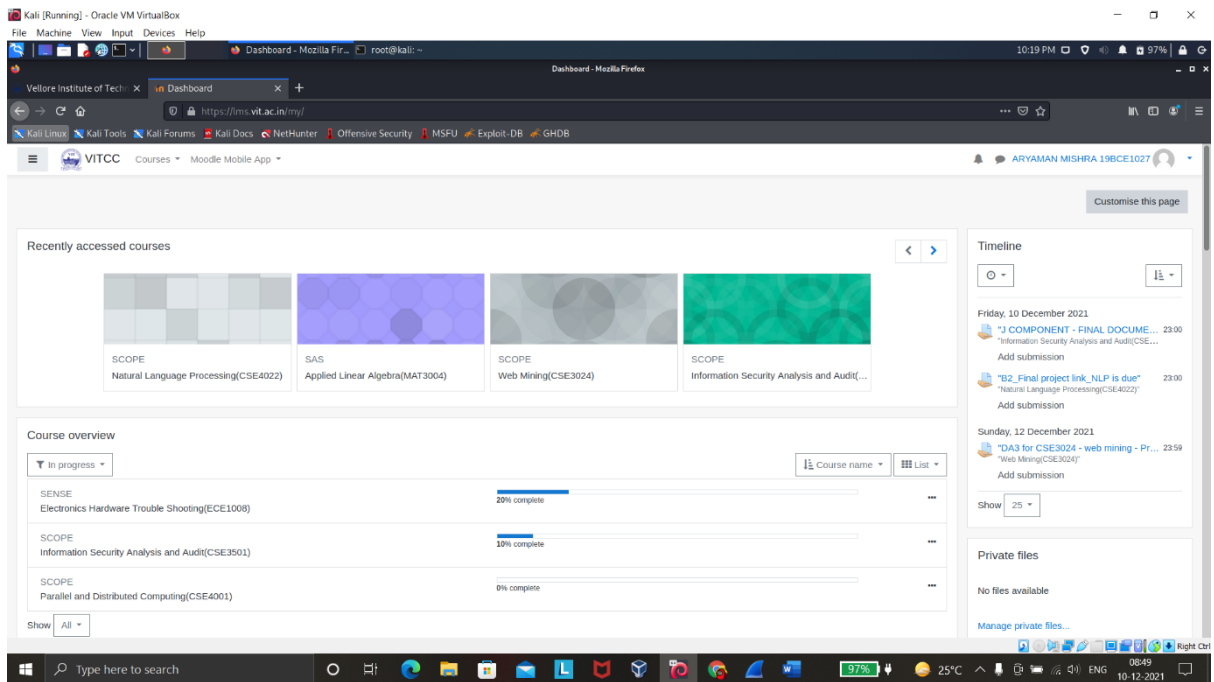 Kali [Running] - Oracle VM VirtualBox
File Machine View Input Devices Help
Dashboard - Mozilla Fir... root@kali: ~ 10:19 PM 97%
Dashboard - Mozilla Firefox
Vellore Institute of Techn Dashboard
https://lms.vit.ac.in/my/
Kali Linux Kali Tools Kali Forums Kali Docs NetHunter Offensive Security MSFU Exploit-DB GHDB
VITCC Courses Moodle Mobile App ARYAMAN MISHRA 19BCE1027
Customise this page
Recently accessed courses
SCOPE
Natural Language Processing(CSE4022)
SAS
Applied Linear Algebra(MAT3004)
SCOPE
Web Mining(CSE3024)
SCOPE
Information Security Analysis and Audit(...
Course overview
In progress Course name List
SENSE
Electronics Hardware Trouble Shooting(ECE1008)
20% complete
SCOPE
Information Security Analysis and Audit(CSE3501)
10% complete
SCOPE
Parallel and Distributed Computing(CSE4001)
0% complete
Show All
Timeline
Friday, 10 December 2021
"J COMPONENT - FINAL DOCUME... 23:00
"Information Security Analysis and Audit(CSE...
Add submission
"B2_Final project link_NLP is due" 23:00
"Natural Language Processing(CSE4022)"
Add submission
Sunday, 12 December 2021
"DA3 for CSE3024 - web mining - Pr... 23:59
"Web Mining(CSE3024)"
Add submission
Show 25
Private files
No files available
Manage private files...
Right Ctrl
Type here to search 97% 25°C ENG 08:49
10-12-2021